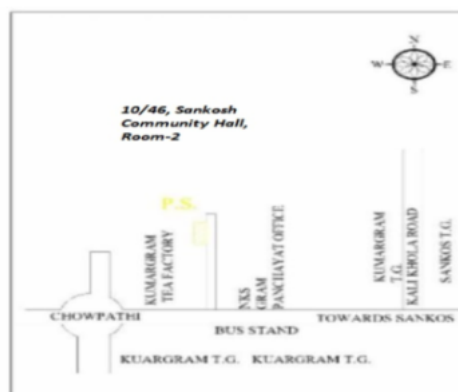 N
W E
S
10/46, Sankosh
Community Hall,
Room-2
P.S.
KUMARGRAM
TEA FACTORY
NKS
GRAM
PANCHAYAT OFFICE
KUMARGRAM
T.G.
KALI KHOLA ROAD
SANKOS T.G.
CHOWPATHI
BUS STAND
TOWARDS SANKOS
KUARGRAM T.G. KUARGRAM T.G.